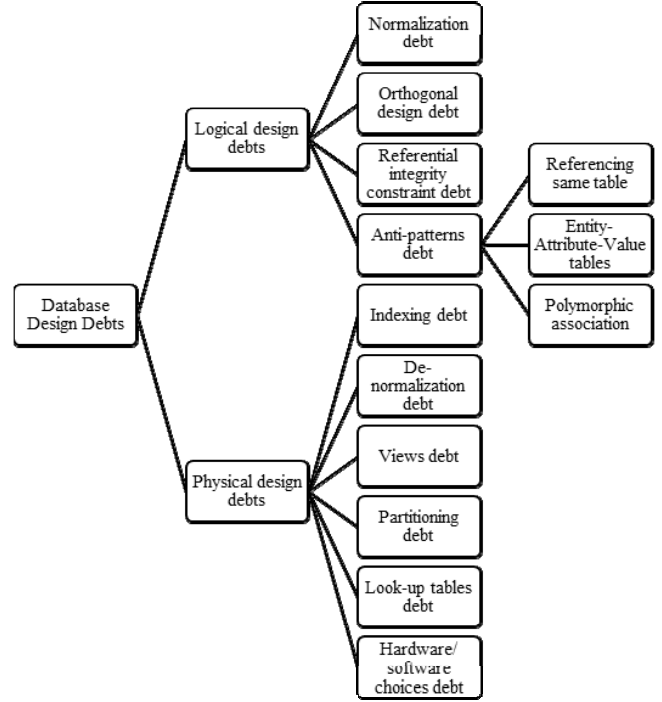 Database
Design Debts
Logical design
debts
Normalization
debt
Orthogonal
design debt
Referential
integrity
constraint debt
Anti-patterns
debt
Referencing
same table
Entity-
Attribute-Value
tables
Polymorphic
association
Physical design
debts
Indexing debt
De-
normalization
debt
Views debt
Partitioning
debt
Look-up tables
debt
Hardware/
software
choices debt